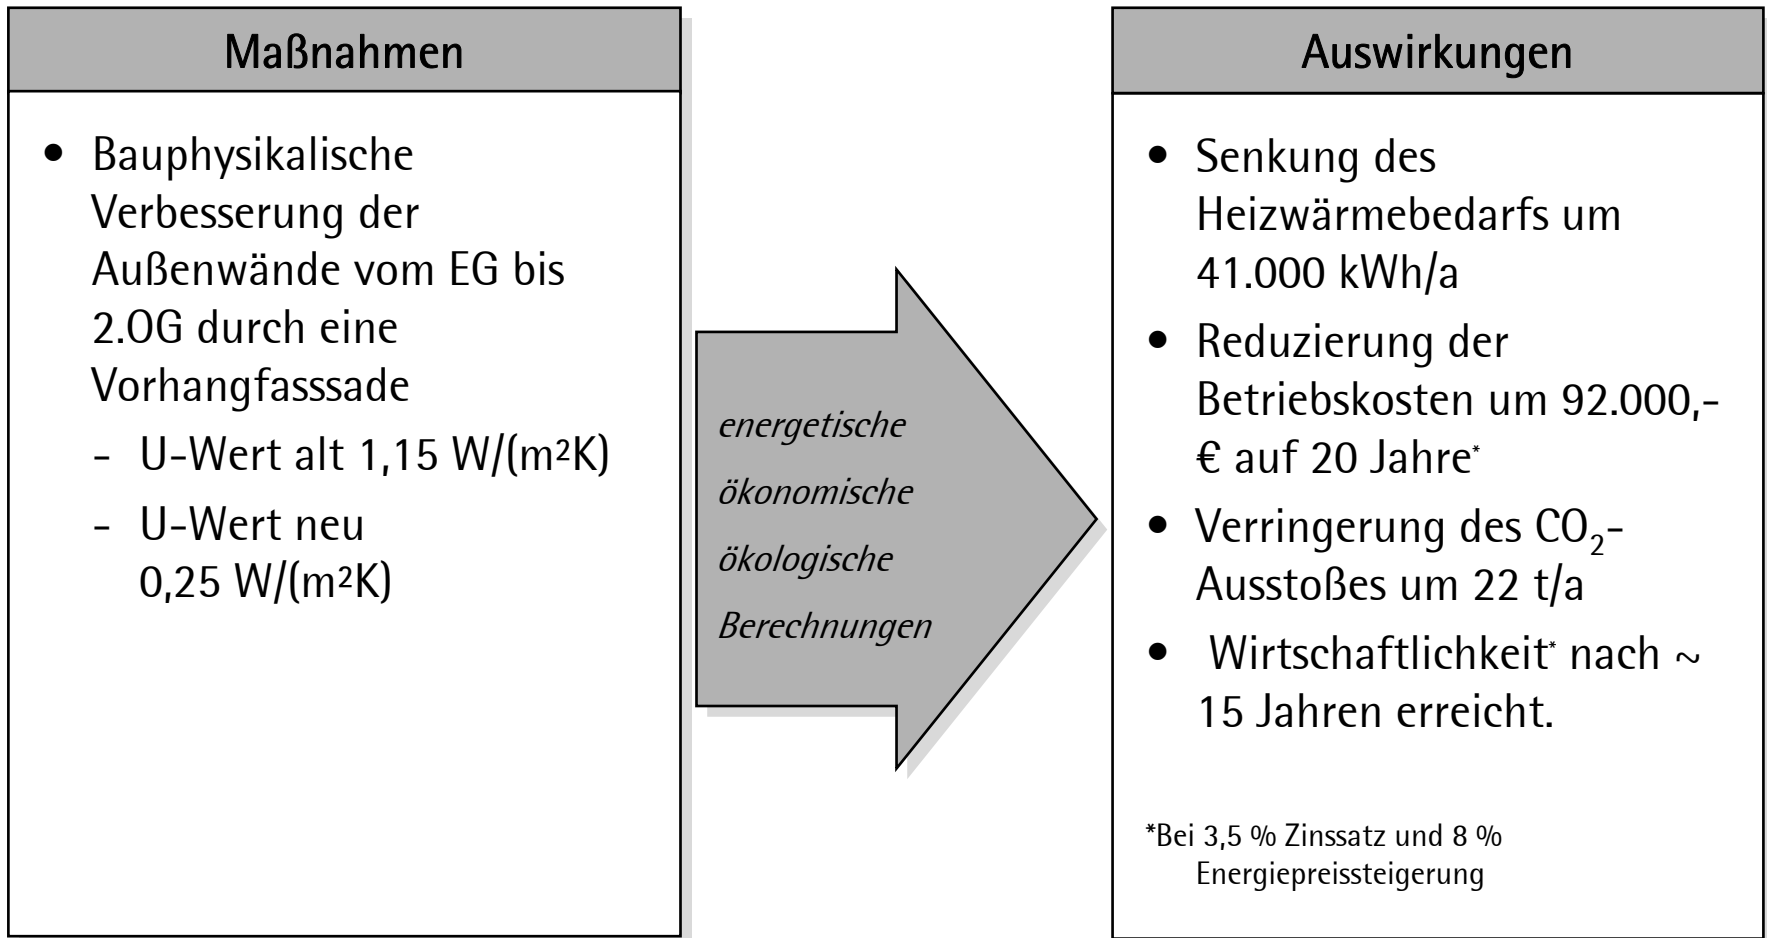 Maßnahmen
• Bauphysikalische
Verbesserung der
Außenwände vom EG bis
2.OG durch eine
Vorhangfasssade
- U-Wert alt 1,15 W/(m²K)
- U-Wert neu
0,25 W/(m²K)
energetische
ökonomische
ökologische
Berechnungen
Auswirkungen
• Senkung des
Heizwärmebedarfs um
41.000 kWh/a
• Reduzierung der
Betriebskosten um 92.000,-
€ auf 20 Jahre*
• Verringerung des CO₂-
Ausstoßes um 22 t/a
• Wirtschaftlichkeit* nach ~
15 Jahren erreicht.
*Bei 3,5 % Zinssatz und 8 %
Energiepreissteigerung